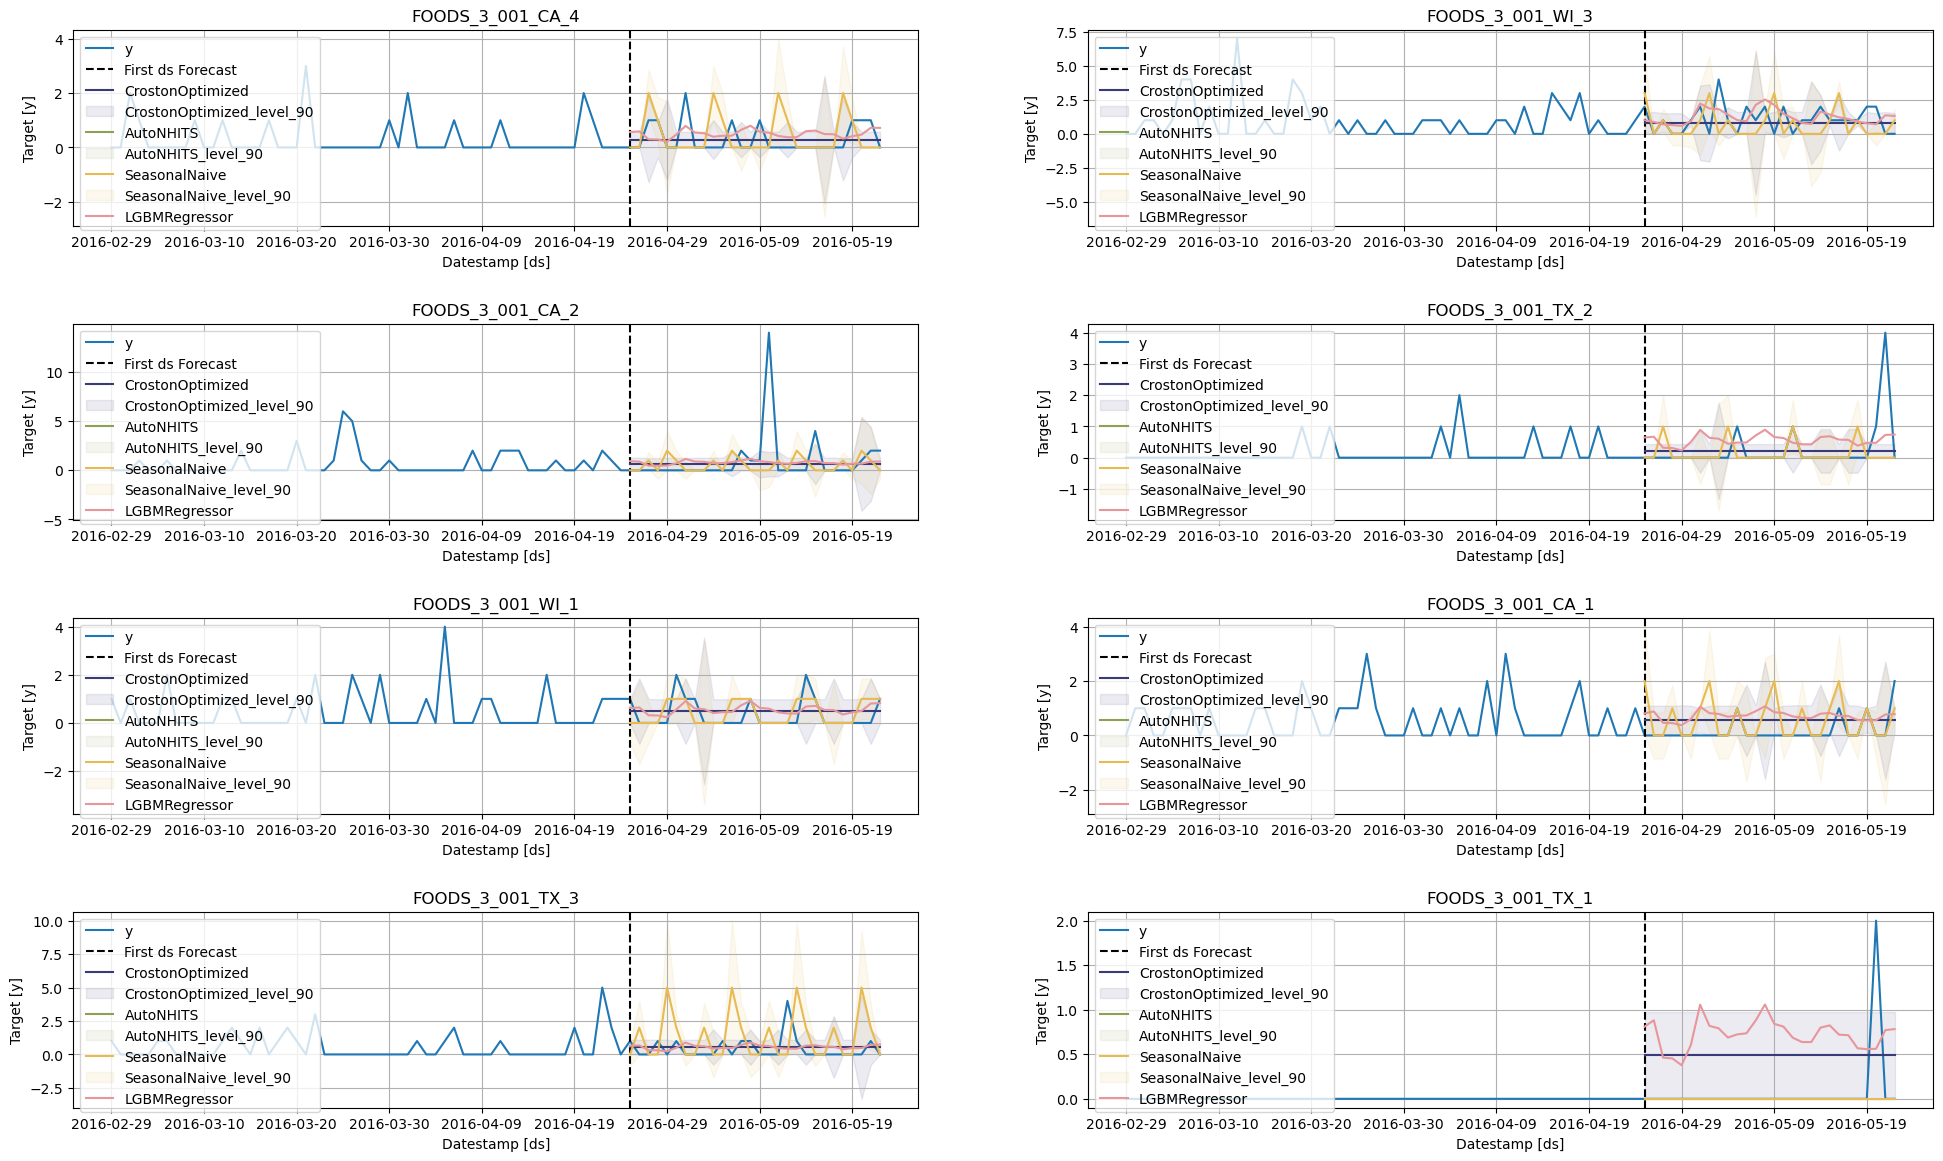 FOODS_3_001_CA_4
Target [y]
4
2
0
−2
y
First ds Forecast
CrostonOptimized
CrostonOptimized_level_90
AutoNHITS
AutoNHITS_level_90
SeasonalNaive
SeasonalNaive_level_90
LGBMRegressor
2016-02-29 2016-03-10 2016-03-20 2016-03-30 2016-04-09 2016-04-19 2016-04-29 2016-05-09 2016-05-19
Datestamp [ds]
FOODS_3_001_WI_3
Target [y]
7.5
5.0
2.5
0.0
−2.5
−5.0
y
First ds Forecast
CrostonOptimized
CrostonOptimized_level_90
AutoNHITS
AutoNHITS_level_90
SeasonalNaive
SeasonalNaive_level_90
LGBMRegressor
2016-02-29 2016-03-10 2016-03-20 2016-03-30 2016-04-09 2016-04-19 2016-04-29 2016-05-09 2016-05-19
Datestamp [ds]
FOODS_3_001_CA_2
Target [y]
10
5
0
−5
y
First ds Forecast
CrostonOptimized
CrostonOptimized_level_90
AutoNHITS
AutoNHITS_level_90
SeasonalNaive
SeasonalNaive_level_90
LGBMRegressor
2016-02-29 2016-03-10 2016-03-20 2016-03-30 2016-04-09 2016-04-19 2016-04-29 2016-05-09 2016-05-19
Datestamp [ds]
FOODS_3_001_TX_2
Target [y]
4
3
2
1
0
−1
y
First ds Forecast
CrostonOptimized
CrostonOptimized_level_90
AutoNHITS
AutoNHITS_level_90
SeasonalNaive
SeasonalNaive_level_90
LGBMRegressor
2016-02-29 2016-03-10 2016-03-20 2016-03-30 2016-04-09 2016-04-19 2016-04-29 2016-05-09 2016-05-19
Datestamp [ds]
FOODS_3_001_WI_1
Target [y]
4
2
0
−2
y
First ds Forecast
CrostonOptimized
CrostonOptimized_level_90
AutoNHITS
AutoNHITS_level_90
SeasonalNaive
SeasonalNaive_level_90
LGBMRegressor
2016-02-29 2016-03-10 2016-03-20 2016-03-30 2016-04-09 2016-04-19 2016-04-29 2016-05-09 2016-05-19
Datestamp [ds]
FOODS_3_001_CA_1
Target [y]
4
2
0
−2
y
First ds Forecast
CrostonOptimized
CrostonOptimized_level_90
AutoNHITS
AutoNHITS_level_90
SeasonalNaive
SeasonalNaive_level_90
LGBMRegressor
2016-02-29 2016-03-10 2016-03-20 2016-03-30 2016-04-09 2016-04-19 2016-04-29 2016-05-09 2016-05-19
Datestamp [ds]
FOODS_3_001_TX_3
Target [y]
10.0
7.5
5.0
2.5
0.0
−2.5
y
First ds Forecast
CrostonOptimized
CrostonOptimized_level_90
AutoNHITS
AutoNHITS_level_90
SeasonalNaive
SeasonalNaive_level_90
LGBMRegressor
2016-02-29 2016-03-10 2016-03-20 2016-03-30 2016-04-09 2016-04-19 2016-04-29 2016-05-09 2016-05-19
Datestamp [ds]
FOODS_3_001_TX_1
Target [y]
2.0
1.5
1.0
0.5
0.0
y
First ds Forecast
CrostonOptimized
CrostonOptimized_level_90
AutoNHITS
AutoNHITS_level_90
SeasonalNaive
SeasonalNaive_level_90
LGBMRegressor
2016-02-29 2016-03-10 2016-03-20 2016-03-30 2016-04-09 2016-04-19 2016-04-29 2016-05-09 2016-05-19
Datestamp [ds]